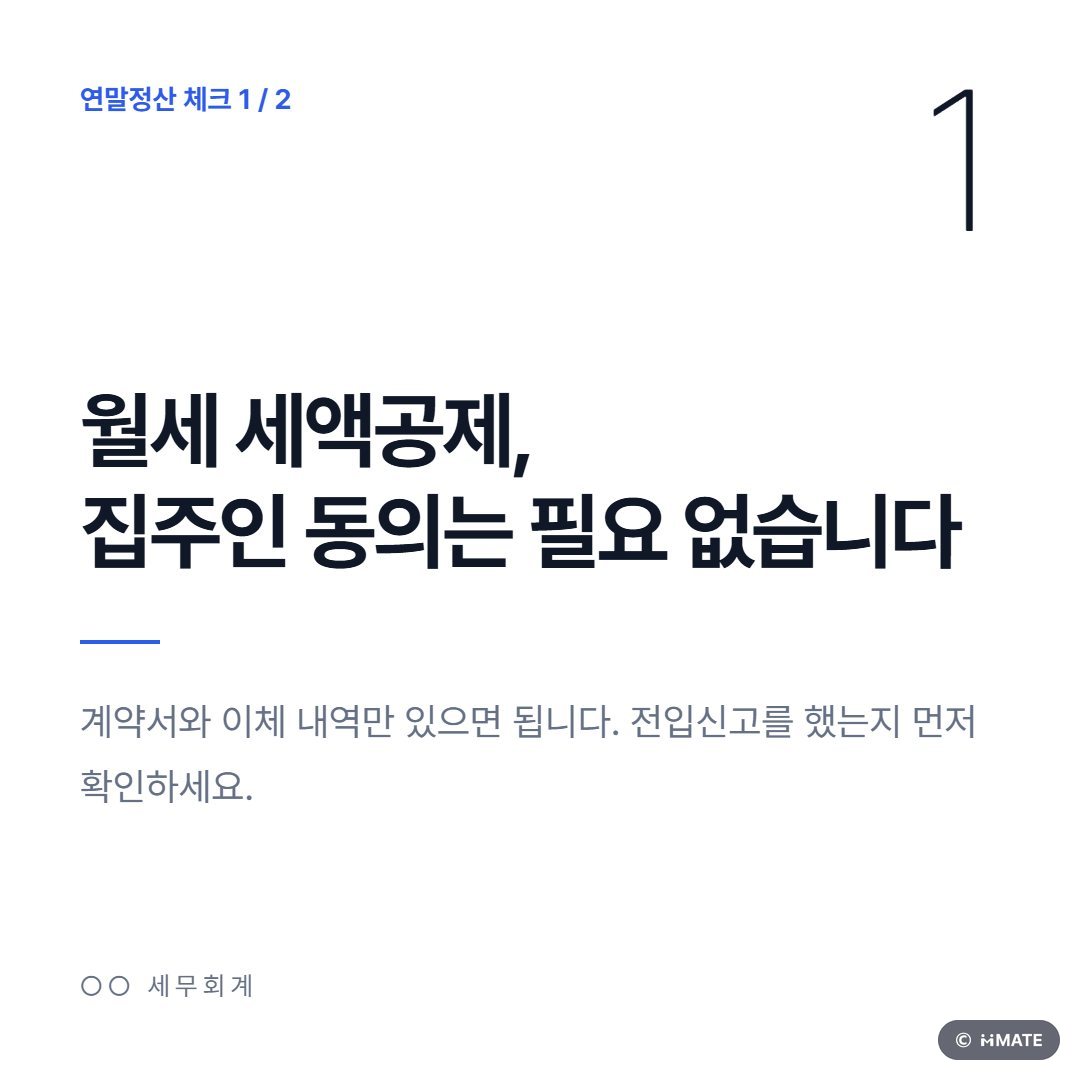 연말정산 체크 1 / 2
1
월세 세액공제,
집주인 동의는 필요 없습니다
계약서와 이체 내역만 있으면 됩니다. 전입신고를 했는지 먼저
확인하세요.
○○ 세무회계
© MMATE